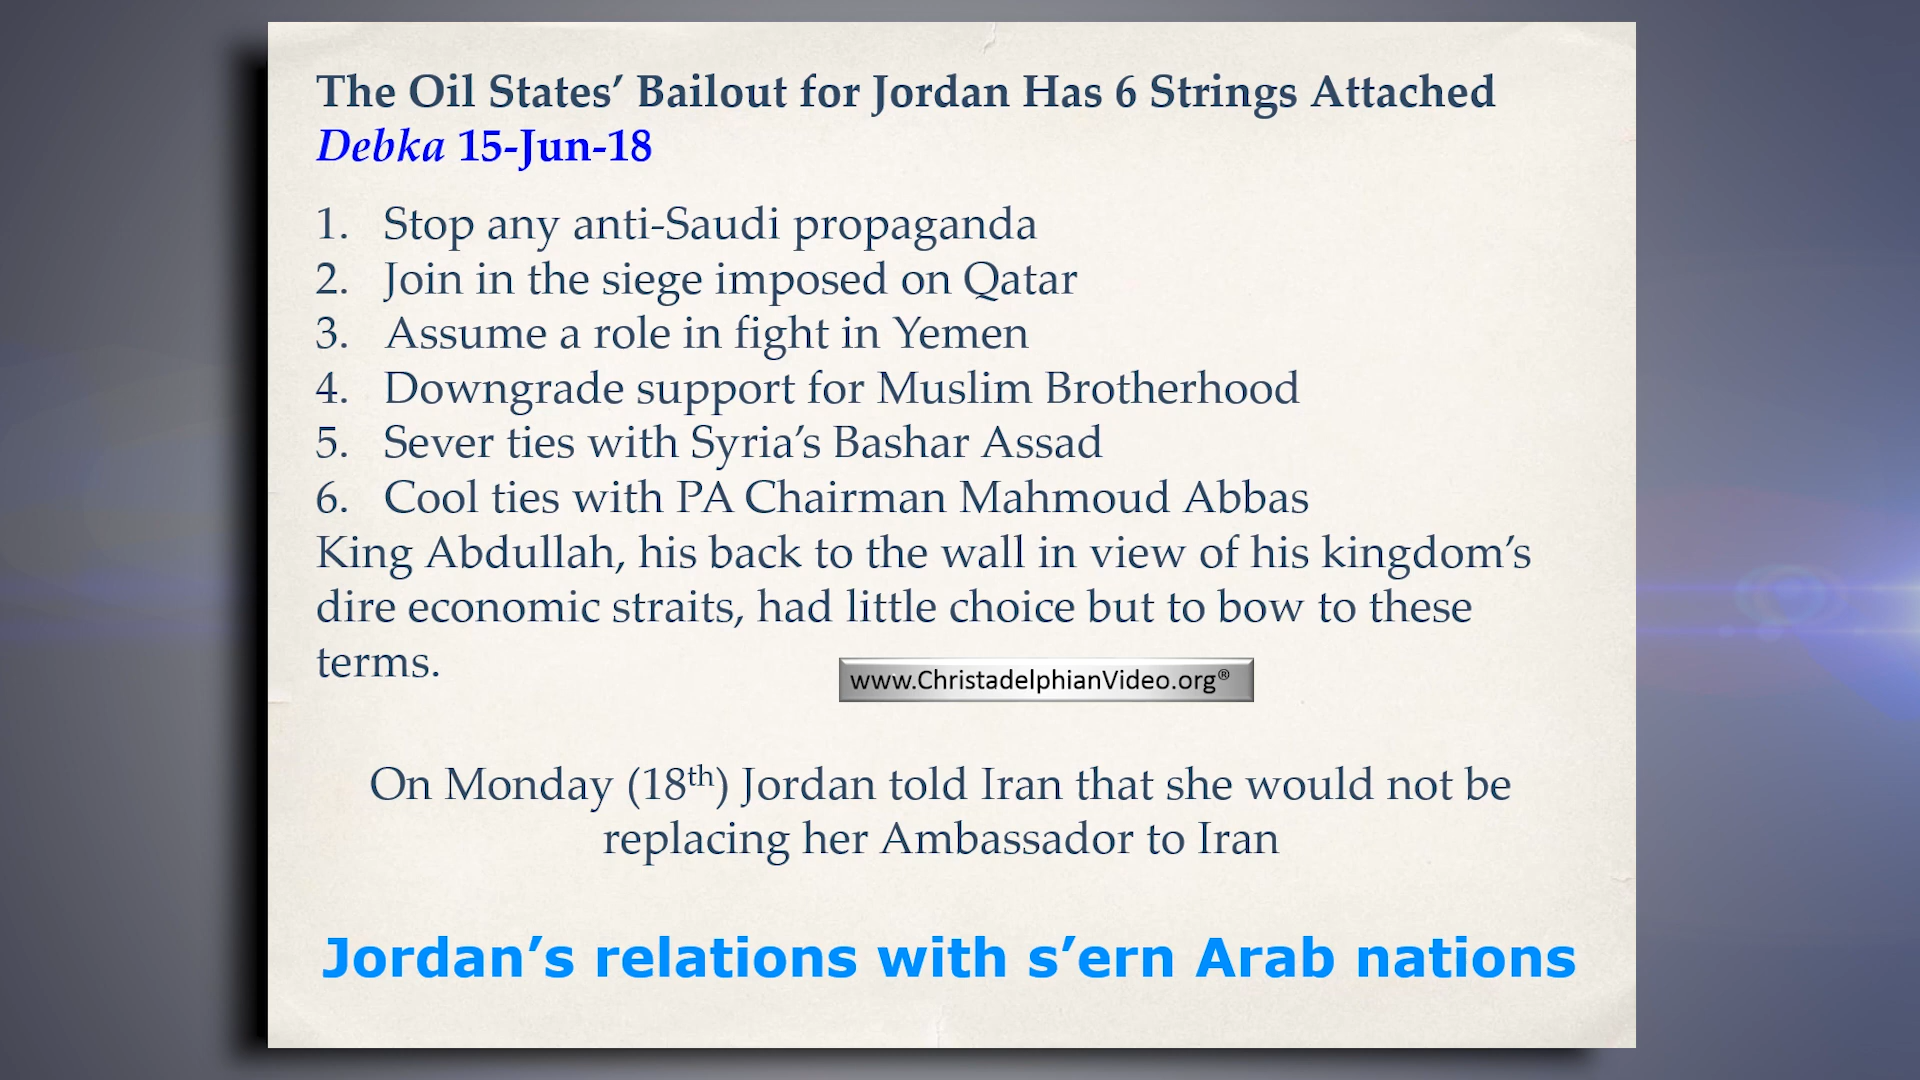 The Oil States’ Bailout for Jordan Has 6 Strings Attached
Debka 15-Jun-18
1. Stop any anti-Saudi propaganda
2. Join in the siege imposed on Qatar
3. Assume a role in fight in Yemen
4. Downgrade support for Muslim Brotherhood
5. Sever ties with Syria’s Bashar Assad
6. Cool ties with PA Chairman Mahmoud Abbas
King Abdullah, his back to the wall in view of his kingdom’s
dire economic straits, had little choice but to bow to these
terms.
www.ChristadelphianVideo.org®
On Monday (18th) Jordan told Iran that she would not be
replacing her Ambassador to Iran
Jordan’s relations with s’ern Arab nations